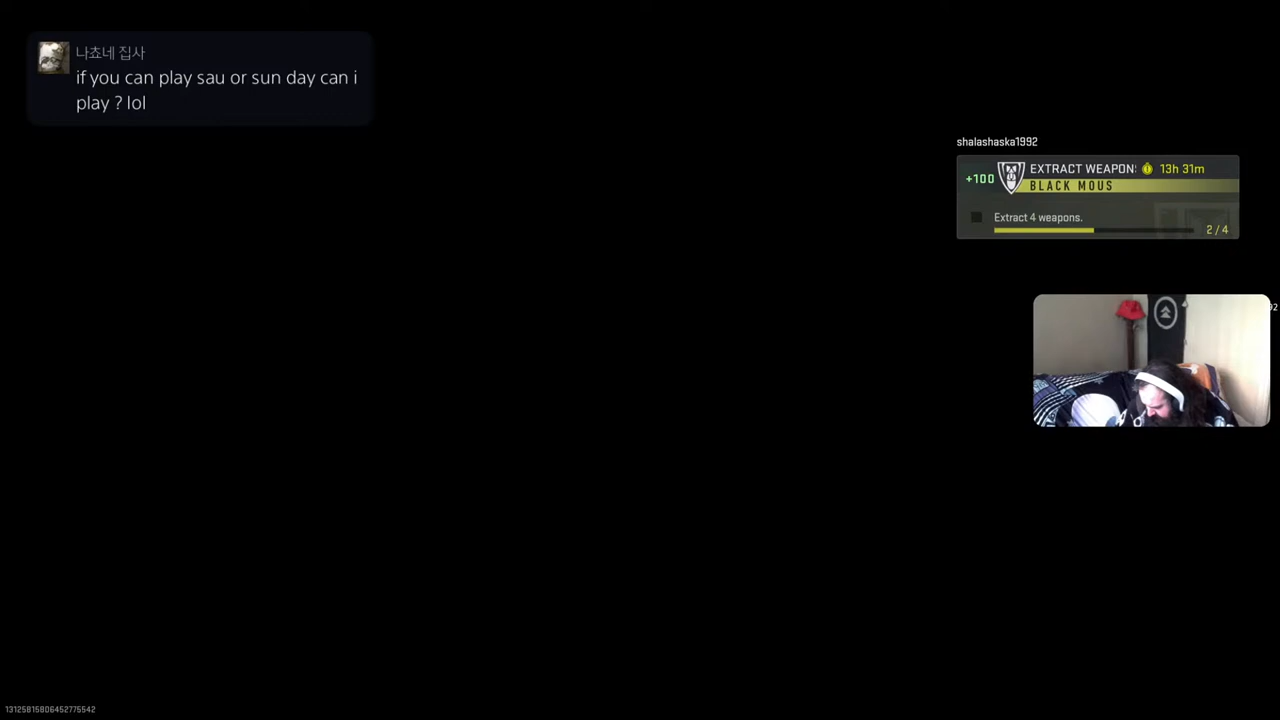 나쵸네 집사
if you can play sau or sun day can i
play ? lol
shalashaska1992
+100
EXTRACT WEAPON
13h 31m
BLACK MOUS
Extract 4 weapons.
2 / 4
92
13125815806452775542